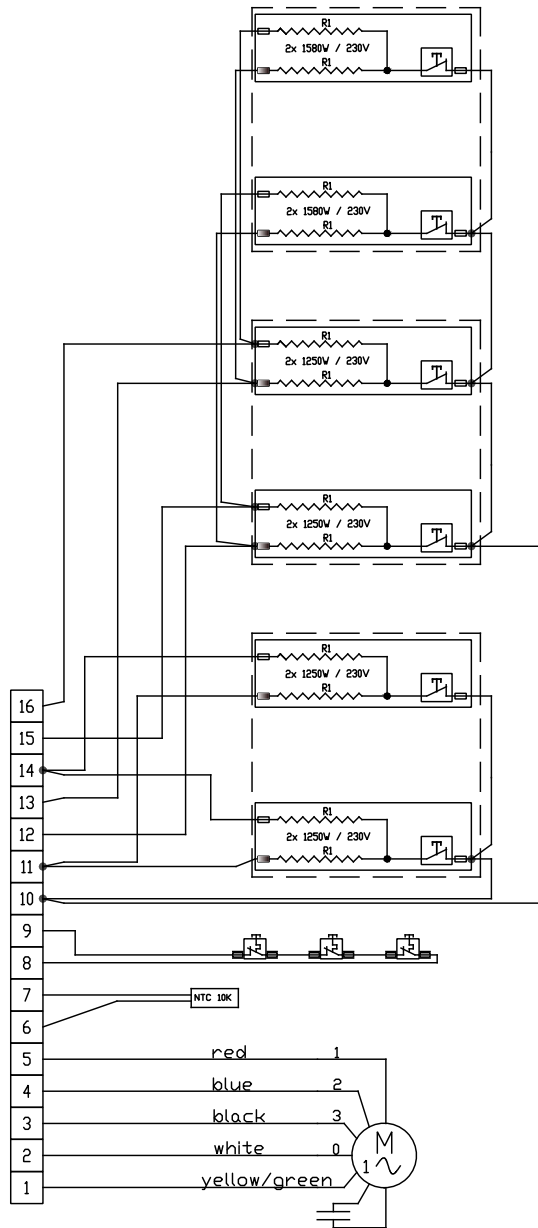 R1
2x 1580W / 230V
R1
R1
2x 1580W / 230V
R1
R1
2x 1250W / 230V
R1
R1
2x 1250W / 230V
R1
R1
2x 1250W / 230V
R1
R1
2x 1250W / 230V
R1
16
15
14
13
12
11
10
9
8
7
NTC 10K
6
5 red 1
4 blue 2
3 black 3
2 white 0
1 yellow/green
M
1